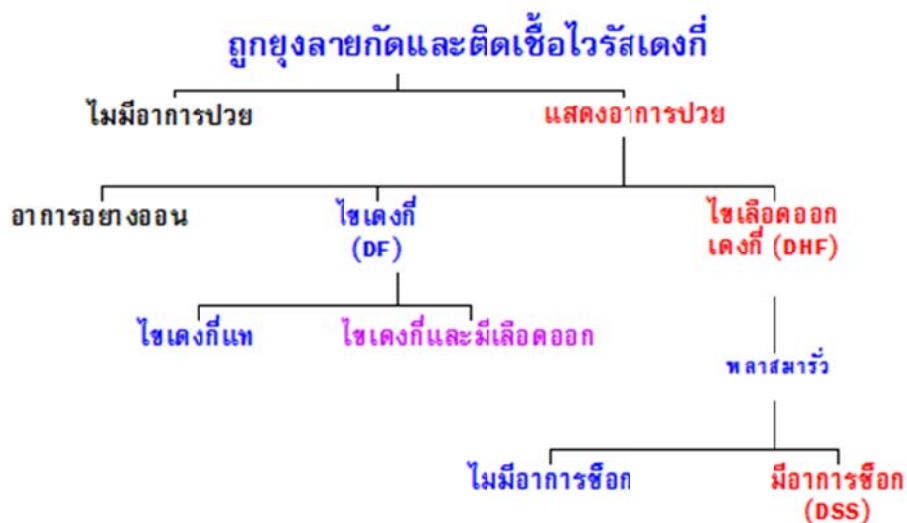 ถูกยุงลายกัดและติดเชื้อไวรัสเดงกี่
ไมมีอาการปวย
แสดงอาการปวย
อาการอยางออน
ไขเดงกี่
(DF)
ไขเลือดออก
เดงกี่ (DHF)
ไขเดงกี่แท
ไขเดงกี่และมีเลือดออก
พลาสมารั่ว
ไมมีอาการช็อก
มีอาการช็อก
(DSS)